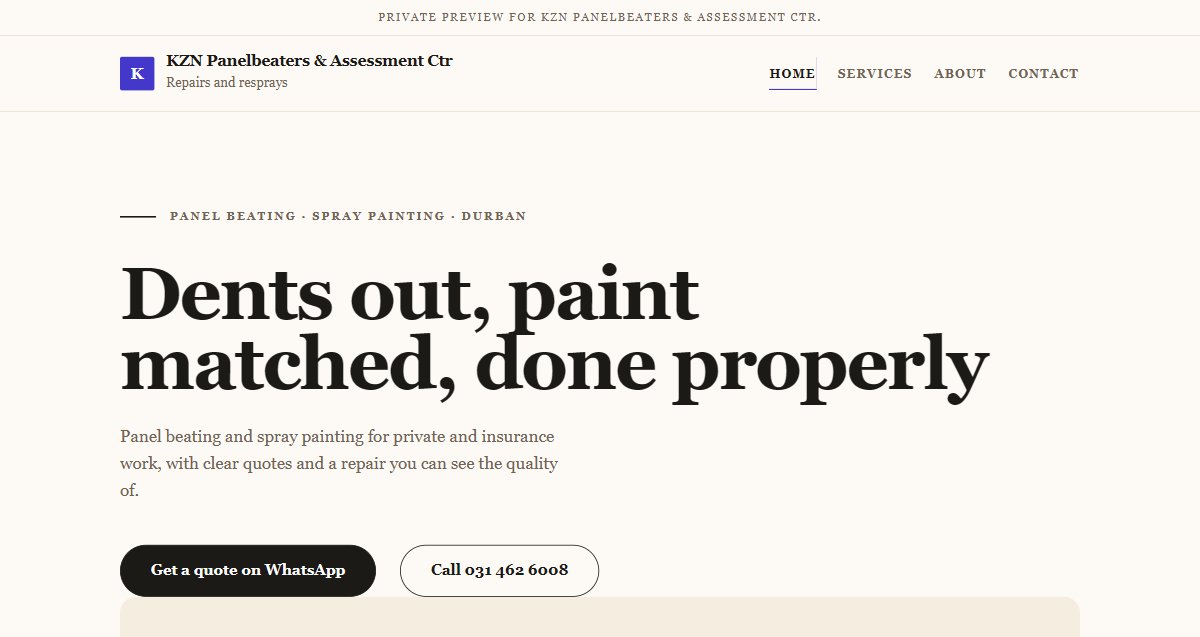 PRIVATE PREVIEW FOR KZN PANELBEATERS & ASSESSMENT CTR.
K
KZN Panelbeaters & Assessment Ctr
Repairs and resprays
HOME
SERVICES
ABOUT
CONTACT
PANEL BEATING · SPRAY PAINTING · DURBAN
Dents out, paint
matched, done properly
Panel beating and spray painting for private and insurance
work, with clear quotes and a repair you can see the quality
of.
Get a quote on WhatsApp
Call 031 462 6008